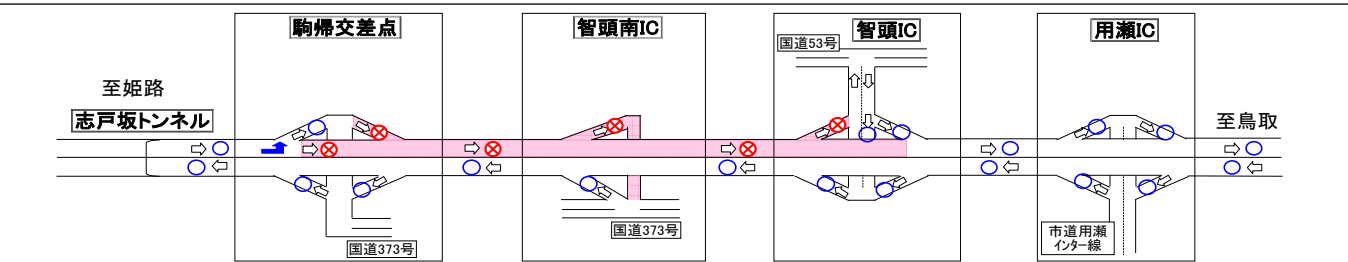 駒帰交差点
智頭南IC
智頭IC
用瀬IC
国道53号
至姫路
志戸坂トンネル
至鳥取
国道373号
国道373号
市道用瀬
インター線